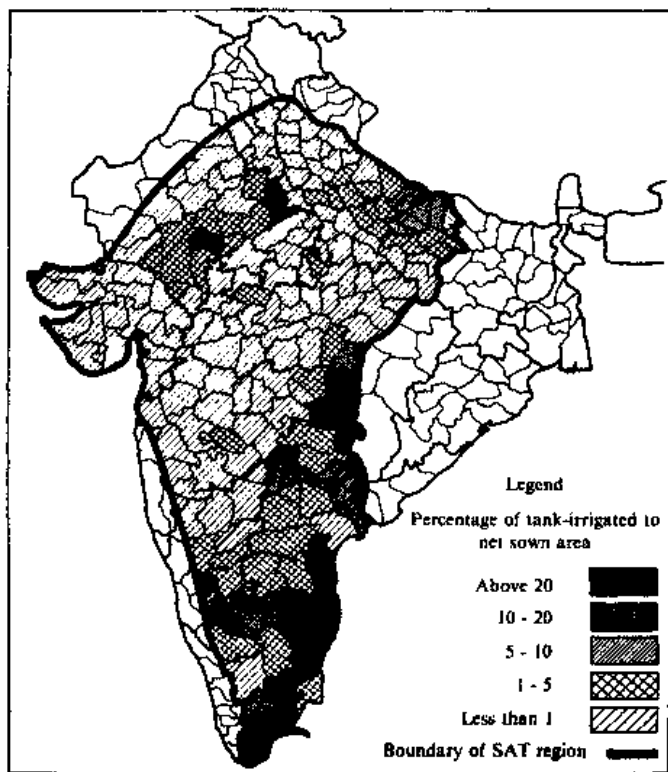 Legend
Percentage of tank-irrigated to
net sown area
Above 20
10 - 20
5 - 10
1 - 5
Less than 1
Boundary of SAT region